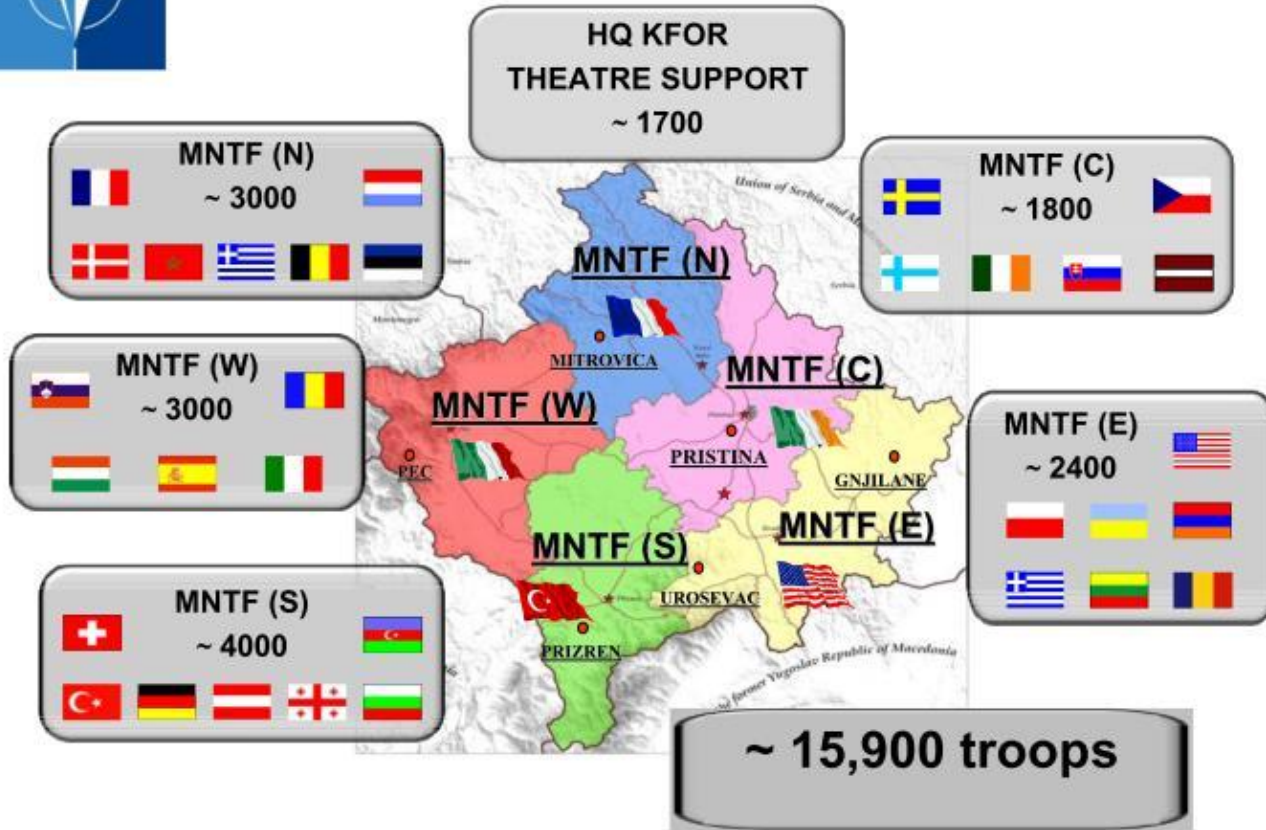 HQ KFOR
THEATRE SUPPORT
~ 1700
MNTF (N)
~ 3000
MNTF (C)
~ 1800
MNTF (W)
~ 3000
MNTF (E)
~ 2400
MNTF (S)
~ 4000
Union of Serbia and
MNTF (N)
MITROVICA
MNTF (C)
MNTF (W)
PEC
PRISTINA
GNJILANE
MNTF (E)
MNTF (S)
UROSEVAC
PRIZREN
the former Yugoslav Republic of Macedonia
~ 15,900 troops